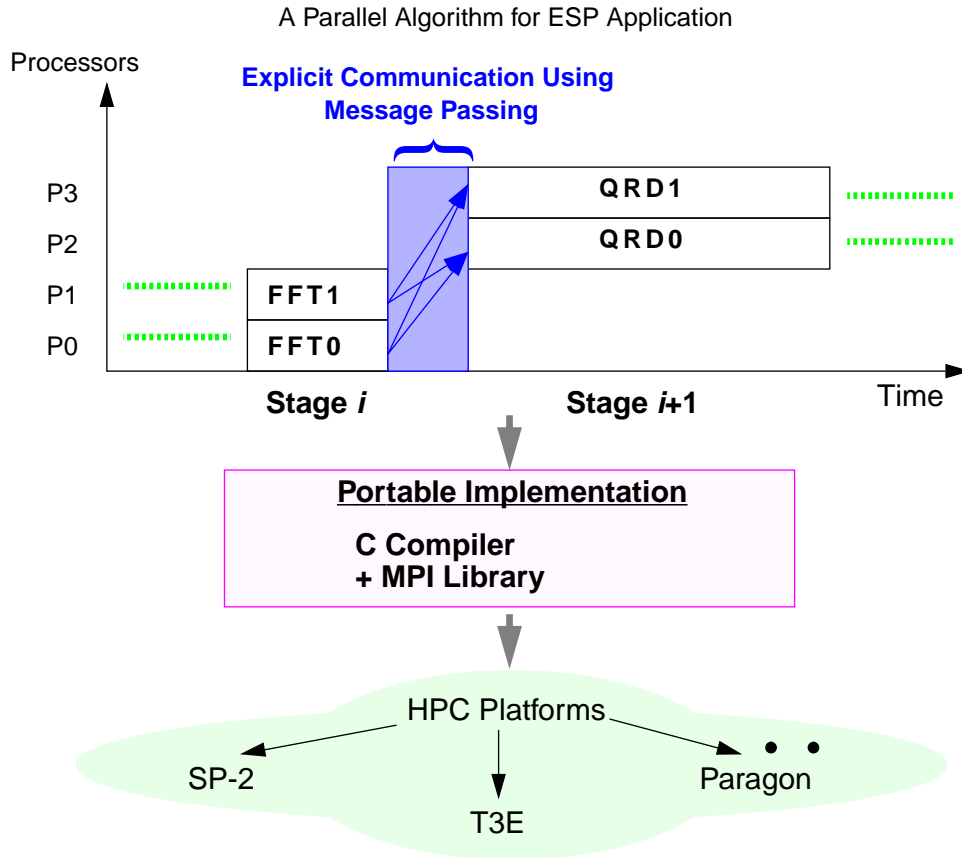 A Parallel Algorithm for ESP Application
Processors
Explicit Communication Using
Message Passing
P3
QRD1
P2
QRD0
P1
FFT1
P0
FFT0
Stage i
Stage i+1
Time
Portable Implementation
C Compiler
+ MPI Library
HPC Platforms
SP-2
Paragon
T3E